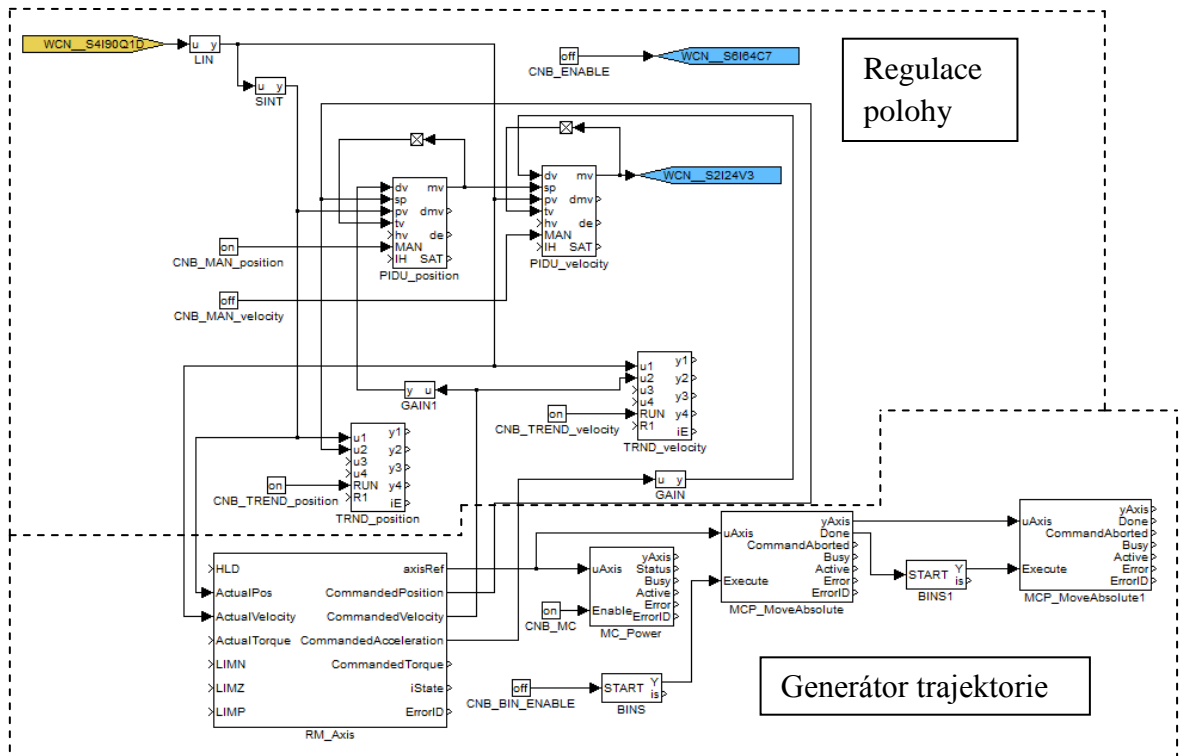 WCN__S4I90Q1D
u y
LIN
u y
SINT
off
CNB_ENABLE
WCN__S6I64C7
Regulace
polohy
dv mv
sp
pv dmv
tv
hv de
MAN
IH SAT
PIDU_position
dv mv
sp
pv dmv
tv
hv de
MAN
IH SAT
PIDU_velocity
WCN__S2I24V3
on
CNB_MAN_position
off
CNB_MAN_velocity
y u
GAIN1
u1 y1
u2 y2
u3 y3
u4
RUN y4
R1 iE
TRND_velocity
on
CNB_TREND_velocity
u1 y1
u2 y2
u3 y3
u4
RUN y4
R1 iE
TRND_position
on
CNB_TREND_position
u y
GAIN
HLD axisRef
ActualPos CommandedPosition
ActualVelocity CommandedVelocity
ActualTorque CommandedAcceleration
LIMN CommandedTorque
LIMZ iState
LIMP ErrorID
RM_Axis
uAxis yAxis
Status
Busy
Active
Enable Error
ErrorID
MC_Power
on
CNB_MC
off
CNB_BIN_ENABLE
START Y
is
BINS
uAxis yAxis
Done
CommandAborted
Busy
Execute Active
Error
ErrorID
MCP_MoveAbsolute
START Y
is
BINS1
uAxis yAxis
Done
CommandAborted
Busy
Execute Active
Error
ErrorID
MCP_MoveAbsolute1
Generátor trajektorie